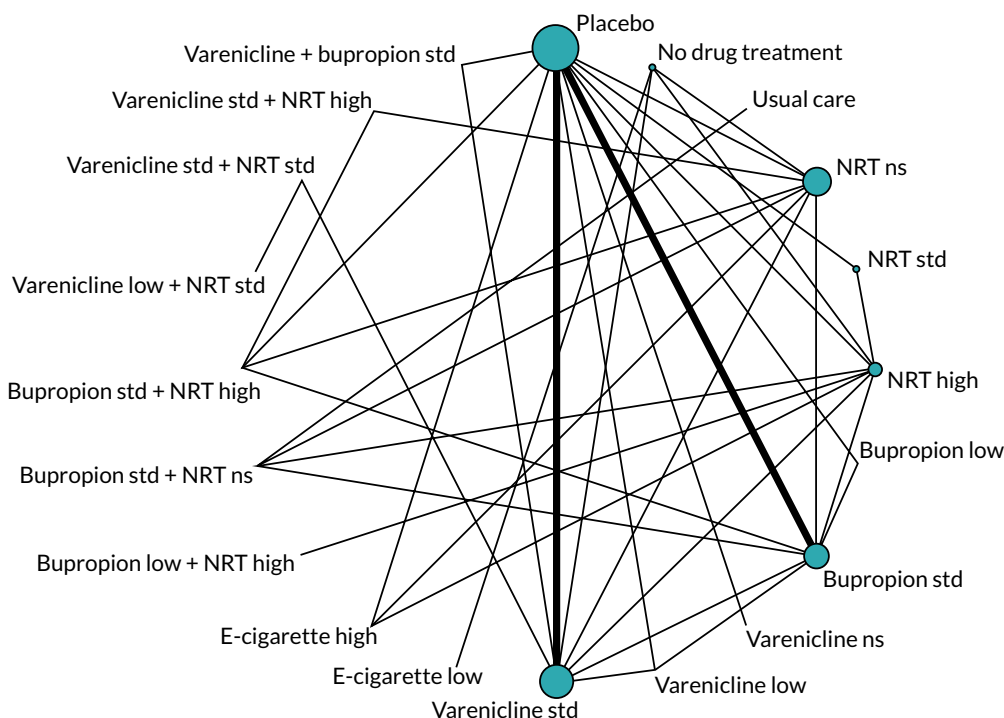 Placebo
Varenicline + bupropion std
No drug treatment
Varenicline std + NRT high
Usual care
Varenicline std + NRT std
NRT ns
NRT std
Varenicline low + NRT std
Bupropion std + NRT high
NRT high
Bupropion low
Bupropion std + NRT ns
Bupropion low + NRT high
Bupropion std
E-cigarette high
Varenicline ns
E-cigarette low
Varenicline low
Varenicline std